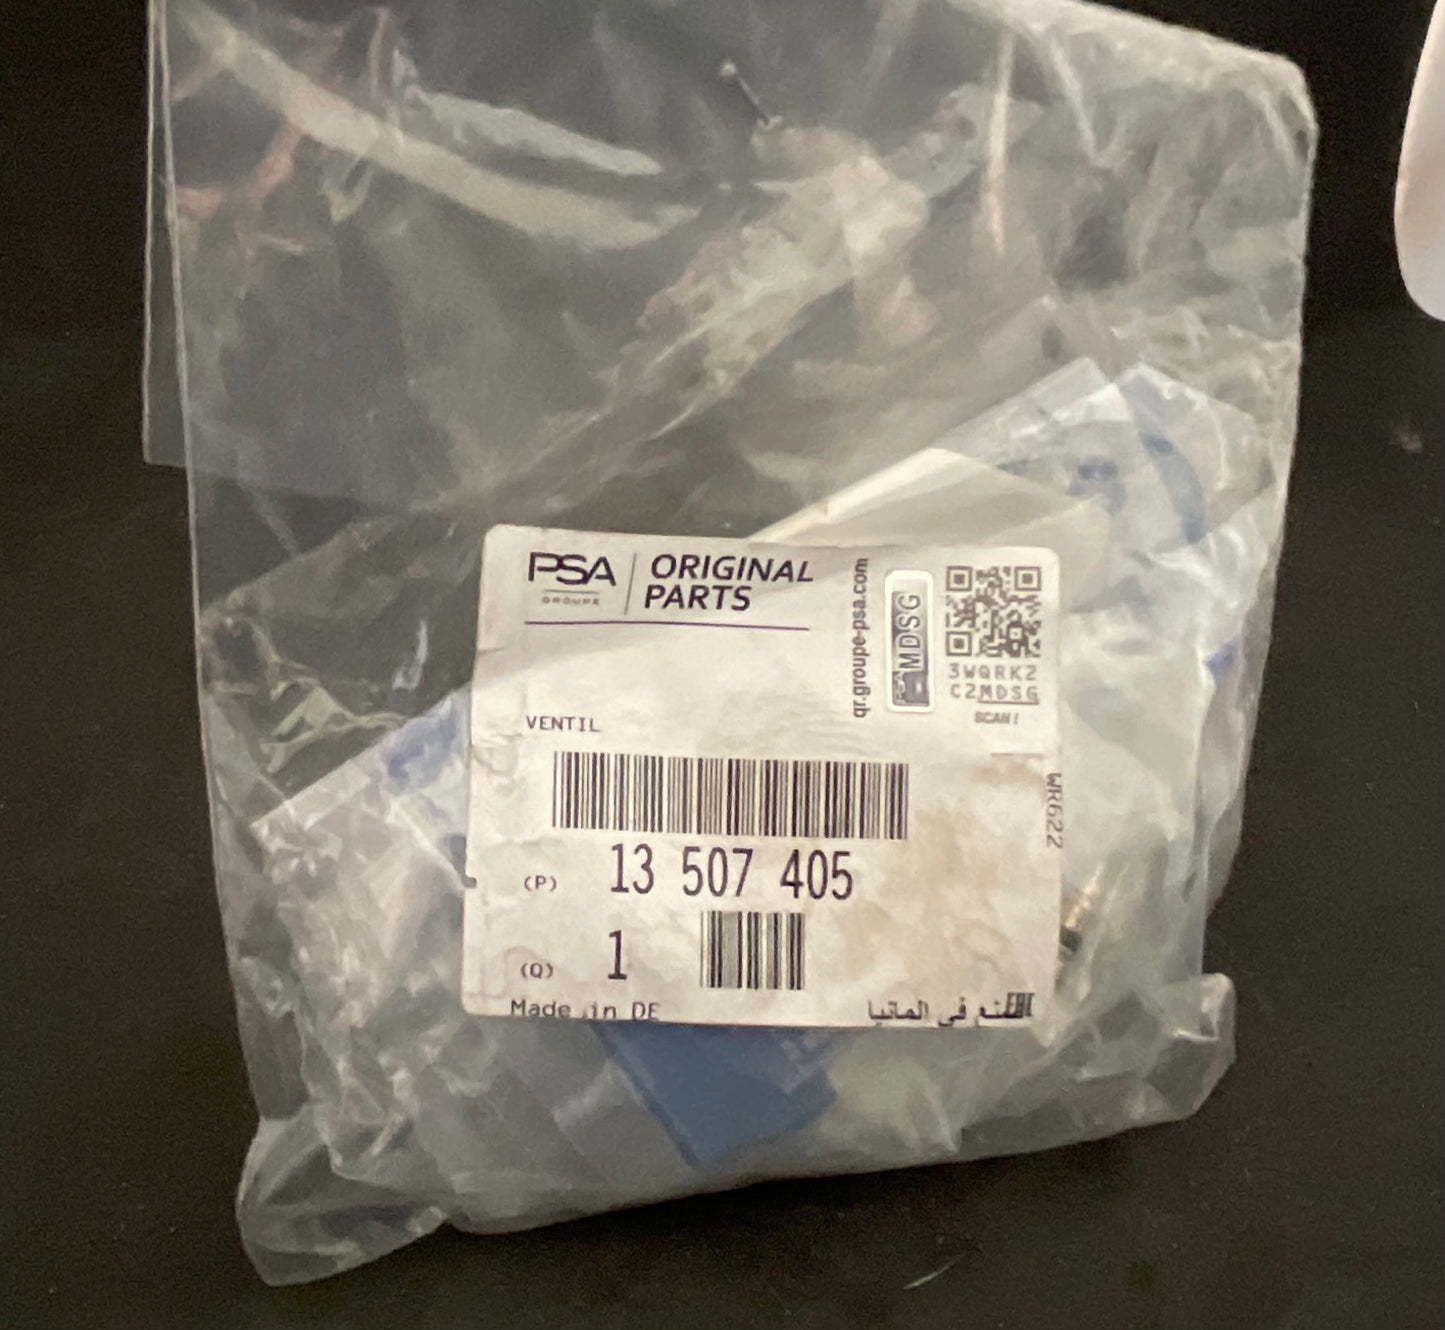 PSA
GROUPE
ORIGINAL
PARTS
qr.groupe-psa.com
PSA
MDSG
3WQRKZ
C2MDSG
SCAN!
VENTIL
WR622
(P) 13 507 405
(Q) 1
Made in DE
في المانيا